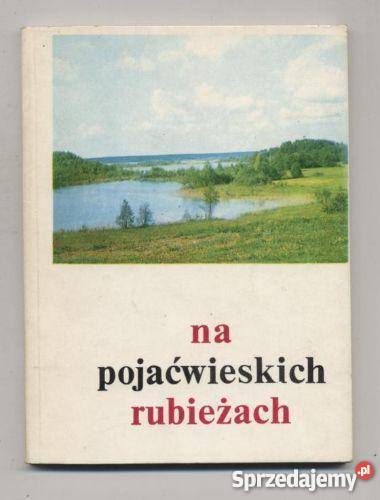 na
pojaćwieskich
rubieżach
Sprzedajemy.pl